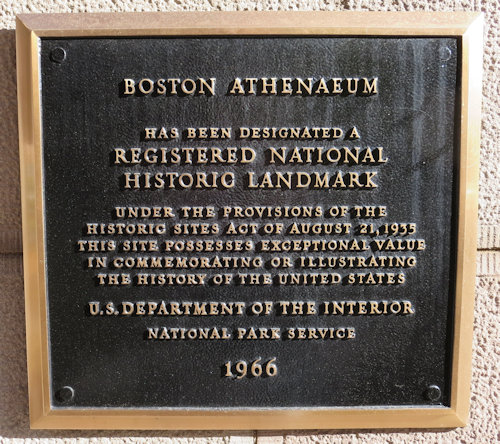 BOSTON ATHENAEUM
HAS BEEN DESIGNATED A
REGISTERED NATIONAL
HISTORIC LANDMARK
UNDER THE PROVISIONS OF THE
HISTORIC SITES ACT OF AUGUST 21, 1935
THIS SITE POSSESSES EXCEPTIONAL VALUE
IN COMMEMORATING OR ILLUSTRATING
THE HISTORY OF THE UNITED STATES
U.S. DEPARTMENT OF THE INTERIOR
NATIONAL PARK SERVICE
1966